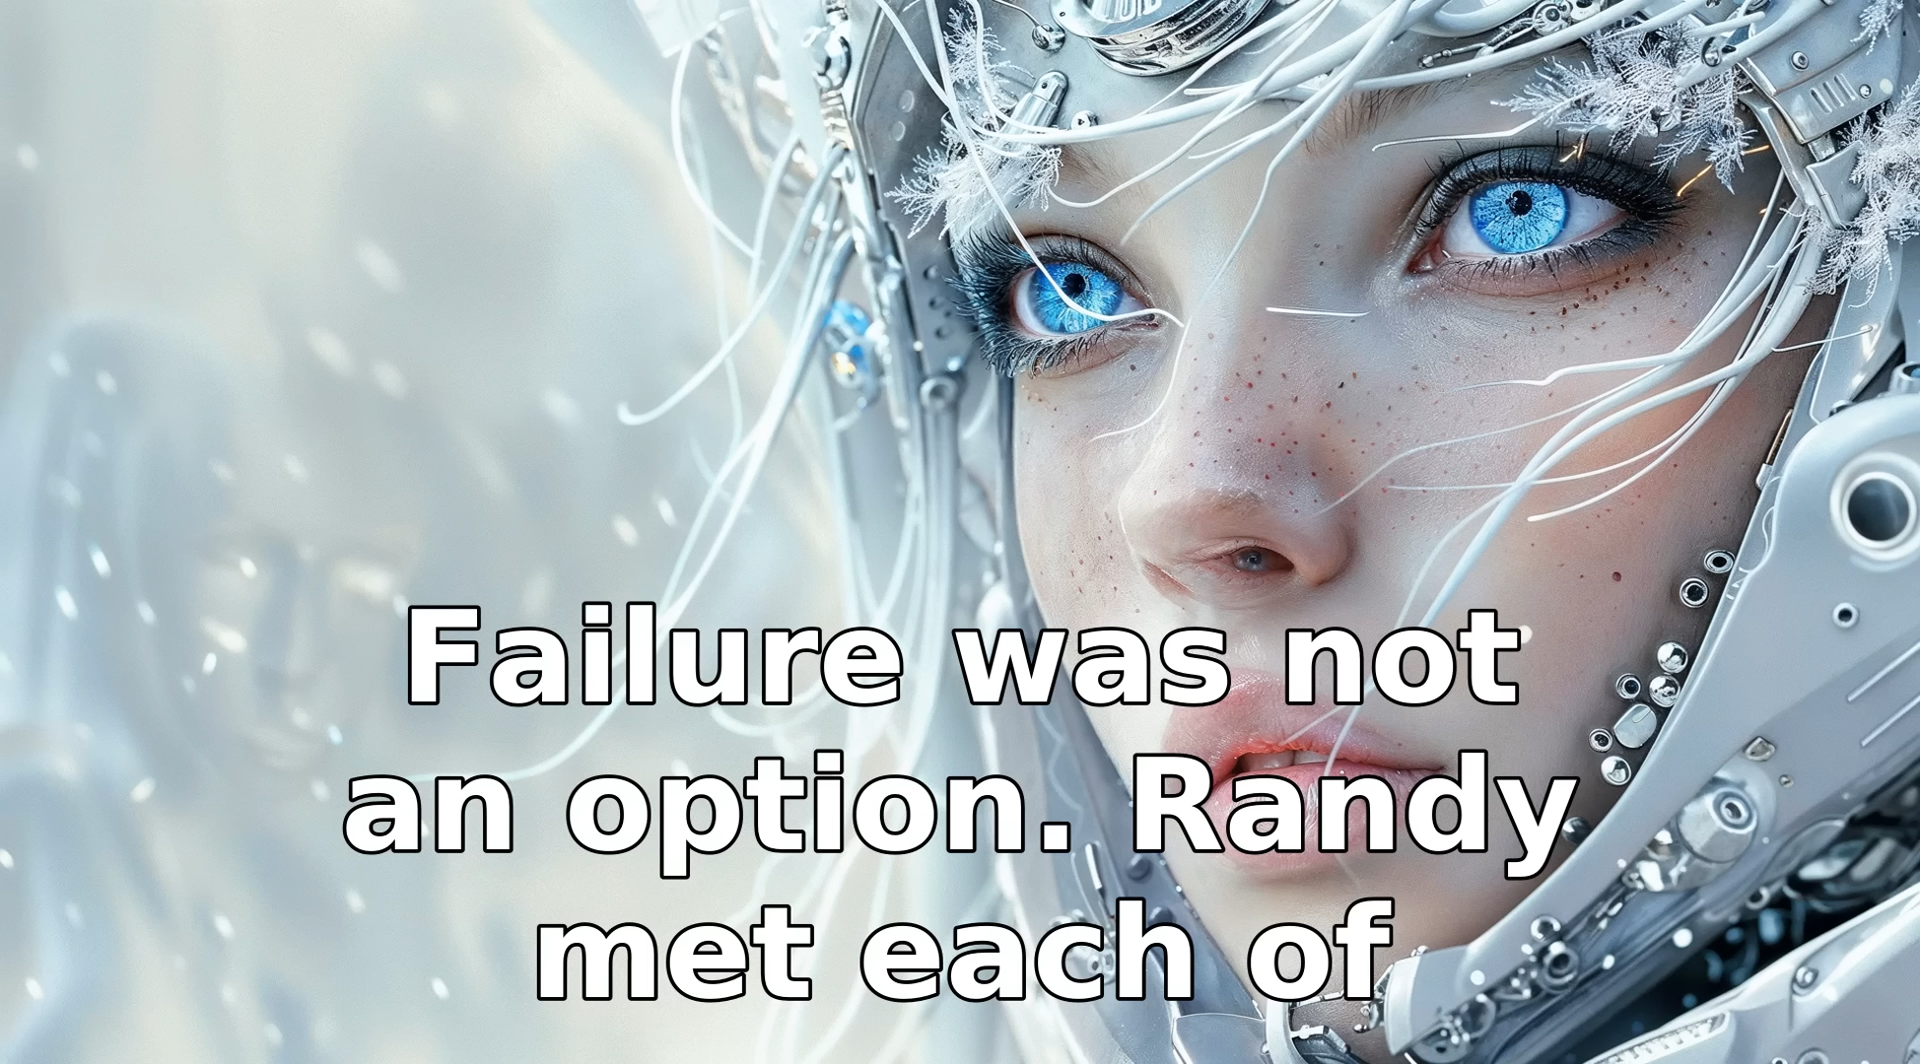 Failure was not
an option. Randy
met each of